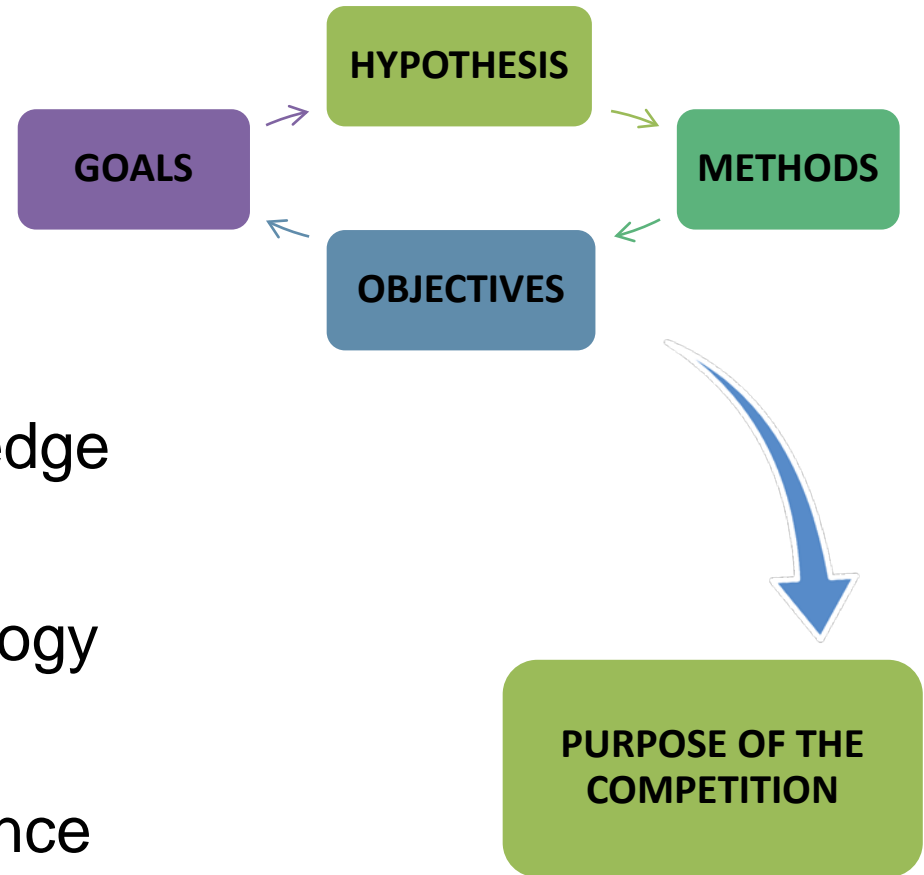 HYPOTHESIS
GOALS
METHODS
OBJECTIVES
edge
ogy
PURPOSE OF THE
COMPETITION
nce